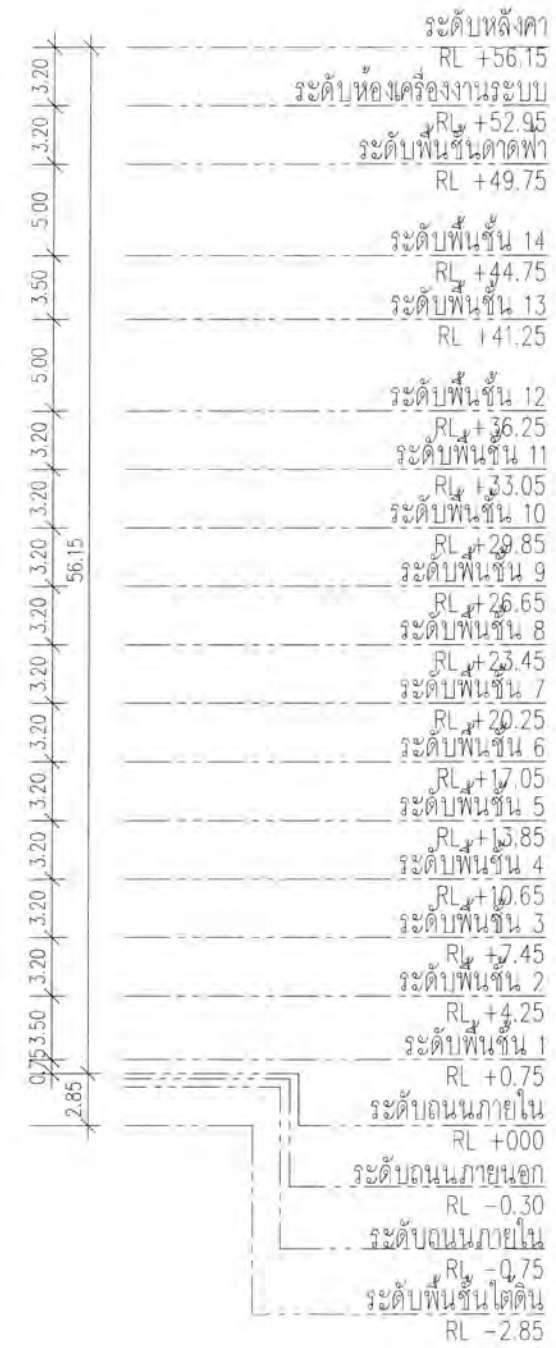 ระดับหลังคา
RL +56.15
ระดับห้องเครื่องงานระบบ
RL +52.95
ระดับพื้นชั้นดาดฟ้า
RL +49.75
ระดับพื้นชั้น 14
RL +44.75
ระดับพื้นชั้น 13
RL +41.25
ระดับพื้นชั้น 12
RL +36.25
ระดับพื้นชั้น 11
RL +33.05
ระดับพื้นชั้น 10
RL +29.85
ระดับพื้นชั้น 9
RL +26.65
ระดับพื้นชั้น 8
RL +23.45
ระดับพื้นชั้น 7
RL +20.25
ระดับพื้นชั้น 6
RL +17.05
ระดับพื้นชั้น 5
RL +13.85
ระดับพื้นชั้น 4
RL +10.65
ระดับพื้นชั้น 3
RL +7.45
ระดับพื้นชั้น 2
RL +4.25
ระดับพื้นชั้น 1
RL +0.75
ระดับถนนภายใน
RL +000
ระดับถนนภายนอก
RL -0.30
ระดับถนนภายใน
RL -0.75
ระดับพื้นชั้นใต้ดิน
RL -2.85
3.20
3.20
5.00
3.50
5.00
3.20
3.20
3.20
3.20
3.20
3.20
3.20
3.20
3.20
3.20
3.50
0.75
56.15
2.85